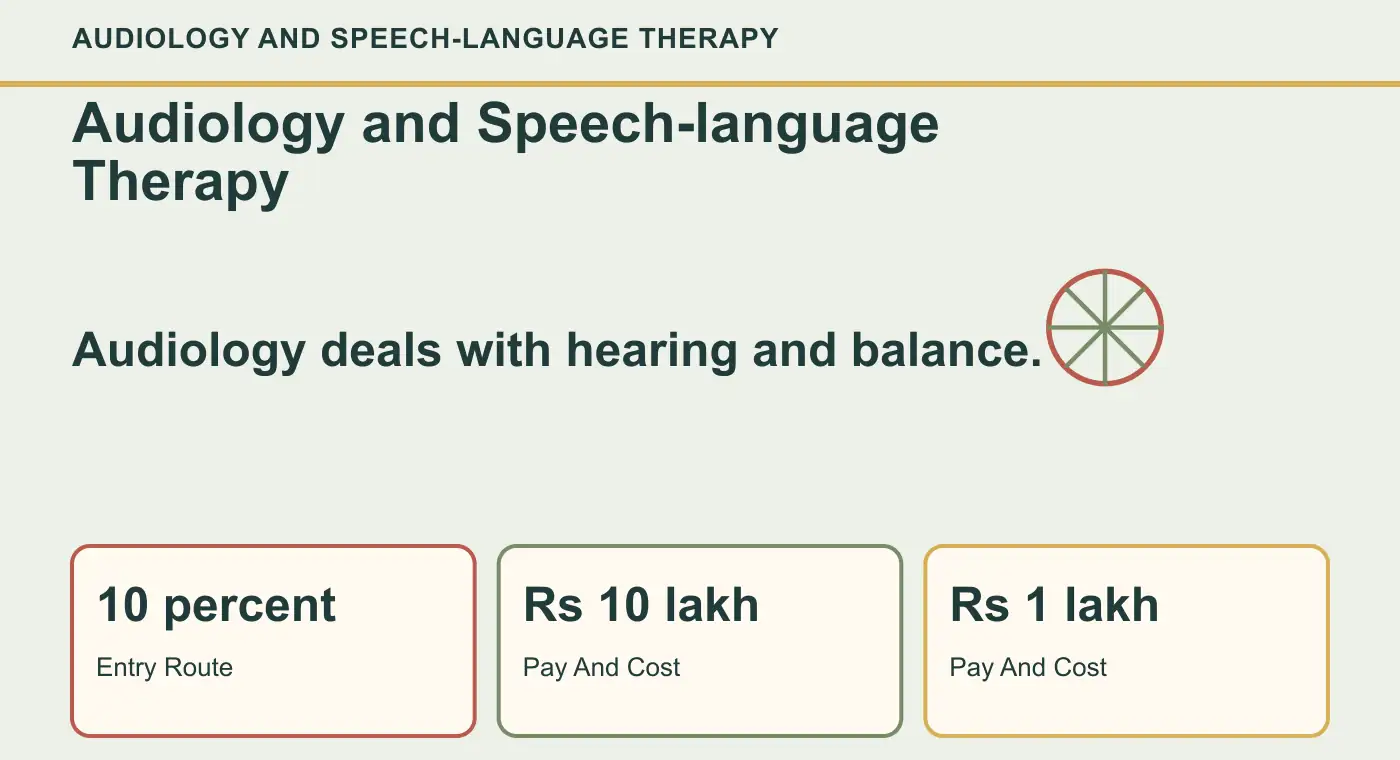 AUDIOLOGY AND SPEECH-LANGUAGE THERAPY
Audiology and Speech-language
Therapy
Audiology deals with hearing and balance.
10 percent
Entry Route
Rs 10 lakh
Pay And Cost
Rs 1 lakh
Pay And Cost